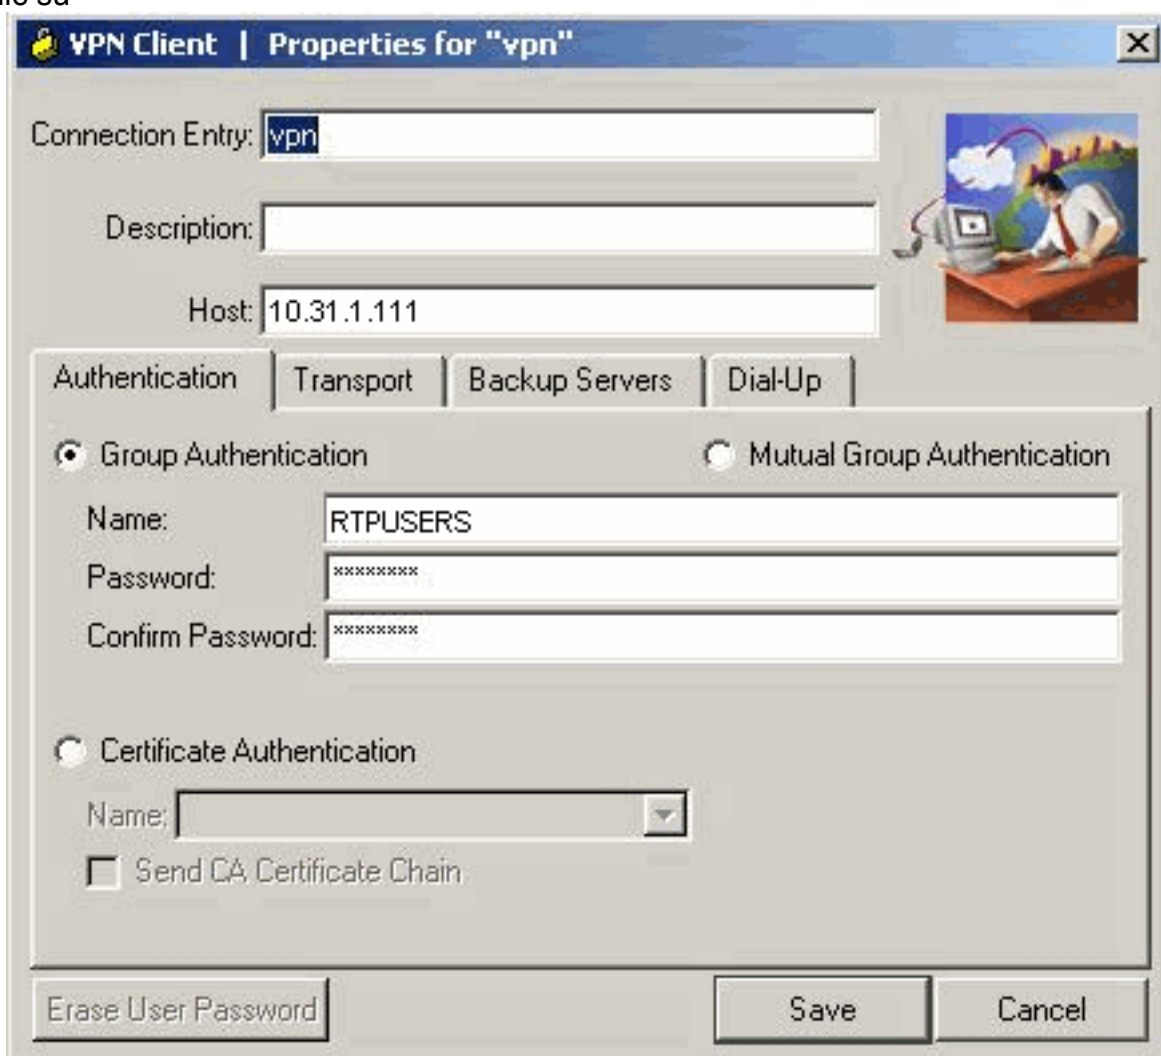 VPN Client | Properties for "vpn"
Connection Entry: vpn
Description:
Host: 10.31.1.111
Authentication Transport Backup Servers Dial-Up
Group Authentication Mutual Group Authentication
Name: RTPUSERS
Password: ********
Confirm Password: ********
Certificate Authentication
Name:
Send CA Certificate Chain
Erase User Password Save Cancel